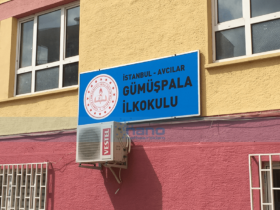 İSTANBUL - AVCILAR
GÜMÜŞPALA
İLKOKULU
VESTEL